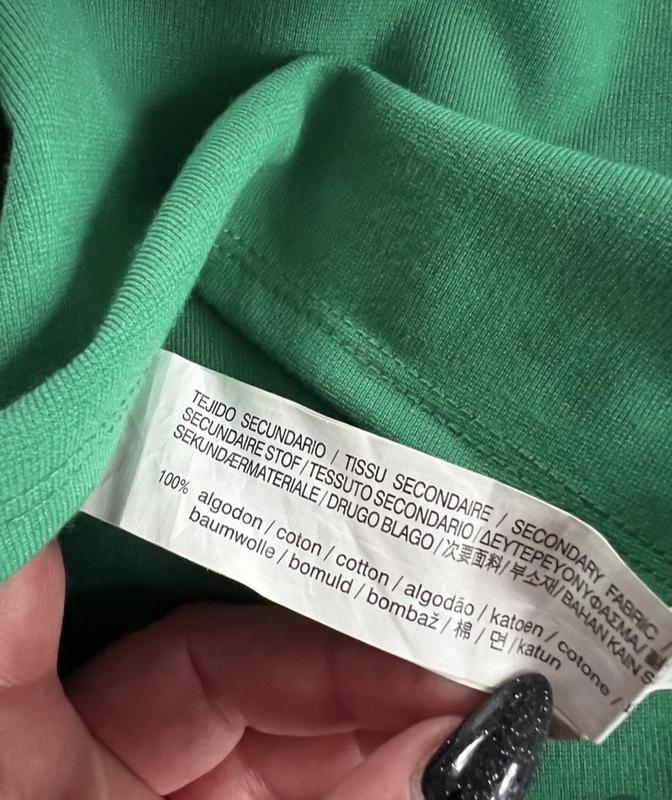 TEJIDO SECUNDARIO / TISSU SECONDAIRE / SECONDARY FABRIC
SECUNDAIRE STOF / TESSUTO SECONDARIO / ΔΕΥΤΕΡΕΥΟΝ ΥΦΑΣΜΑ /
SEKUNDÆRMATERIALE / DRUGO BLAGO / 次要面料 / 부소재 / BAHAN KAIN
100% algodon / coton / cotton / algodão / katoen / cotone /
baumwolle / bomuld / bombaž / 棉 / 면 / katun